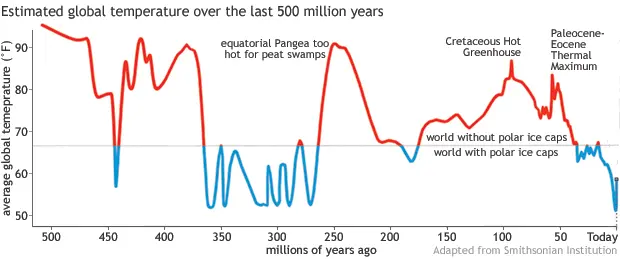 Estimated global temperature over the last 500 million years
average global temeprature (°F)
90
80
70
60
50
equatorial Pangea too
hot for peat swamps
Cretaceous Hot
Greenhouse
Paleocene-
Eocene
Thermal
Maximum
world without polar ice caps
world with polar ice caps
500 450 400 350 300 250 200 150 100 50 Today
millions of years ago
Adapted from Smithsonian Institution